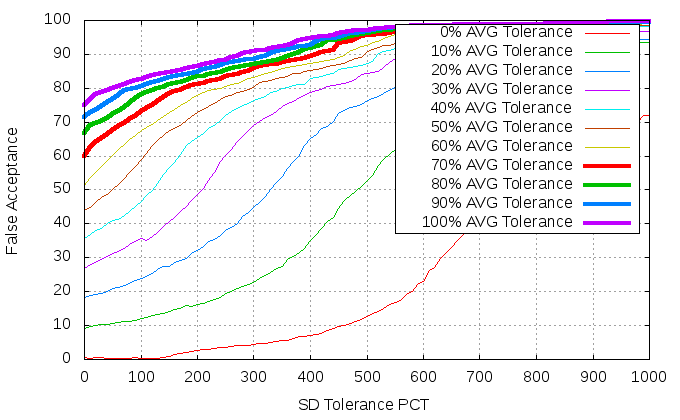 100
90
80
70
60
50
40
30
20
10
0
False Acceptance
0% AVG Tolerance
10% AVG Tolerance
20% AVG Tolerance
30% AVG Tolerance
40% AVG Tolerance
50% AVG Tolerance
60% AVG Tolerance
70% AVG Tolerance
80% AVG Tolerance
90% AVG Tolerance
100% AVG Tolerance
0 100 200 300 400 500 600 700 800 900 1000
SD Tolerance PCT